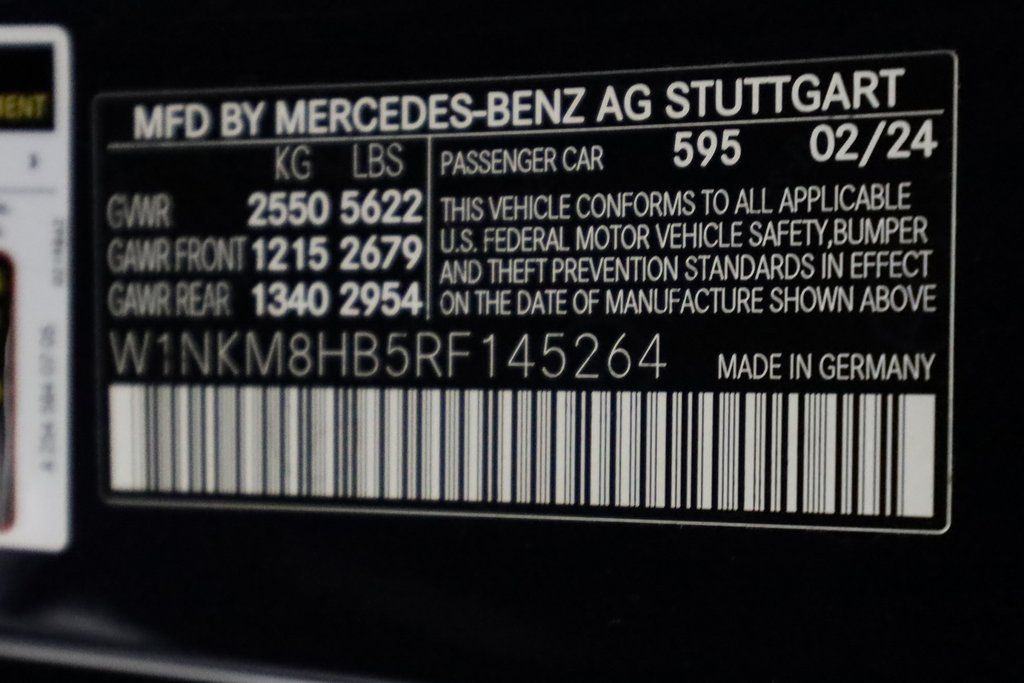 MFD BY MERCEDES-BENZ AG STUTTGART
KG LBS
GVWR 2550 5622
GAWR FRONT 1215 2679
GAWR REAR 1340 2954
PASSENGER CAR 595 02/24
THIS VEHICLE CONFORMS TO ALL APPLICABLE
U.S. FEDERAL MOTOR VEHICLE SAFETY,BUMPER
AND THEFT PREVENTION STANDARDS IN EFFECT
ON THE DATE OF MANUFACTURE SHOWN ABOVE
W1NKM8HB5RF145264
MADE IN GERMANY